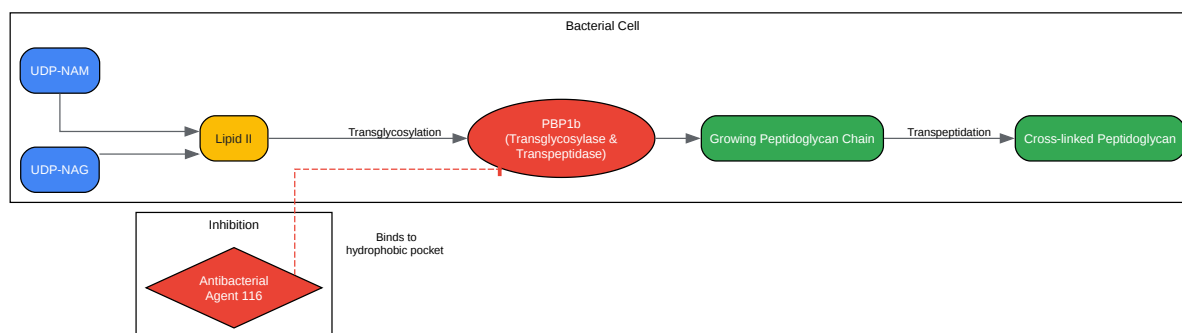 Bacterial Cell
UDP-NAM
UDP-NAG
Lipid II
Transglycosylation
PBP1b
(Transglycosylase &
Transpeptidase)
Growing Peptidoglycan Chain
Transpeptidation
Cross-linked Peptidoglycan
Inhibition
Binds to
hydrophobic pocket
Antibacterial
Agent 116